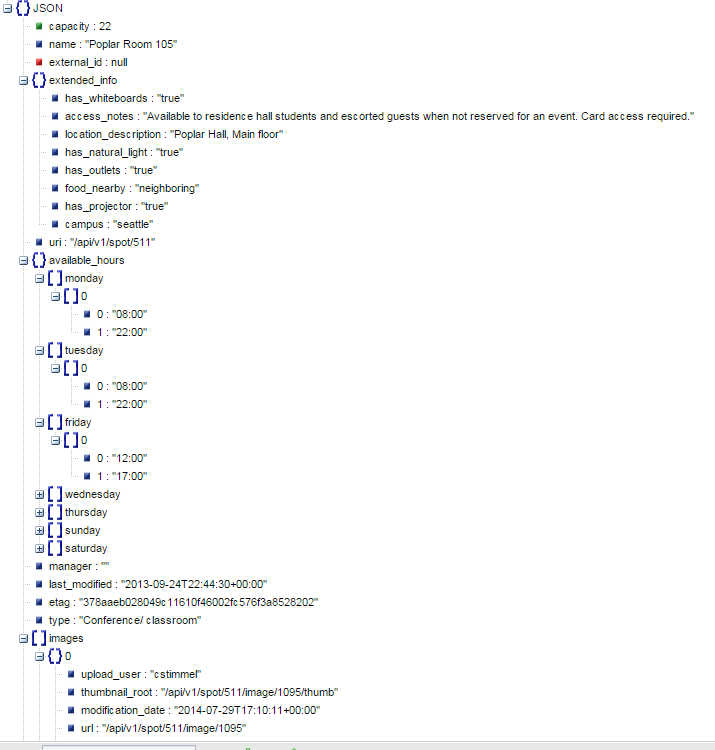 JSON
capacity : 22
name : "Poplar Room 105"
external_id : null
extended_info
has_whiteboards : "true"
access_notes : "Available to residence hall students and escorted guests when not reserved for an event. Card access required."
location_description : "Poplar Hall, Main floor"
has_natural_light : "true"
has_outlets : "true"
food_nearby : "neighboring"
has_projector : "true"
campus : "seattle"
uri : "/api/v1/spot/511"
available_hours
monday
0
0 : "08:00"
1 : "22:00"
tuesday
0
0 : "08:00"
1 : "22:00"
friday
0
0 : "12:00"
1 : "17:00"
wednesday
thursday
sunday
saturday
manager : ""
last_modified : "2013-09-24T22:44:30+00:00"
etag : "378aaeb028049c11610f46002fc576f3a8528202"
type : "Conference/ classroom"
images
0
upload_user : "cstimmel"
thumbnail_root : "/api/v1/spot/511/image/1095/thumb"
modification_date : "2014-07-29T17:10:11+00:00"
url : "/api/v1/spot/511/image/1095"